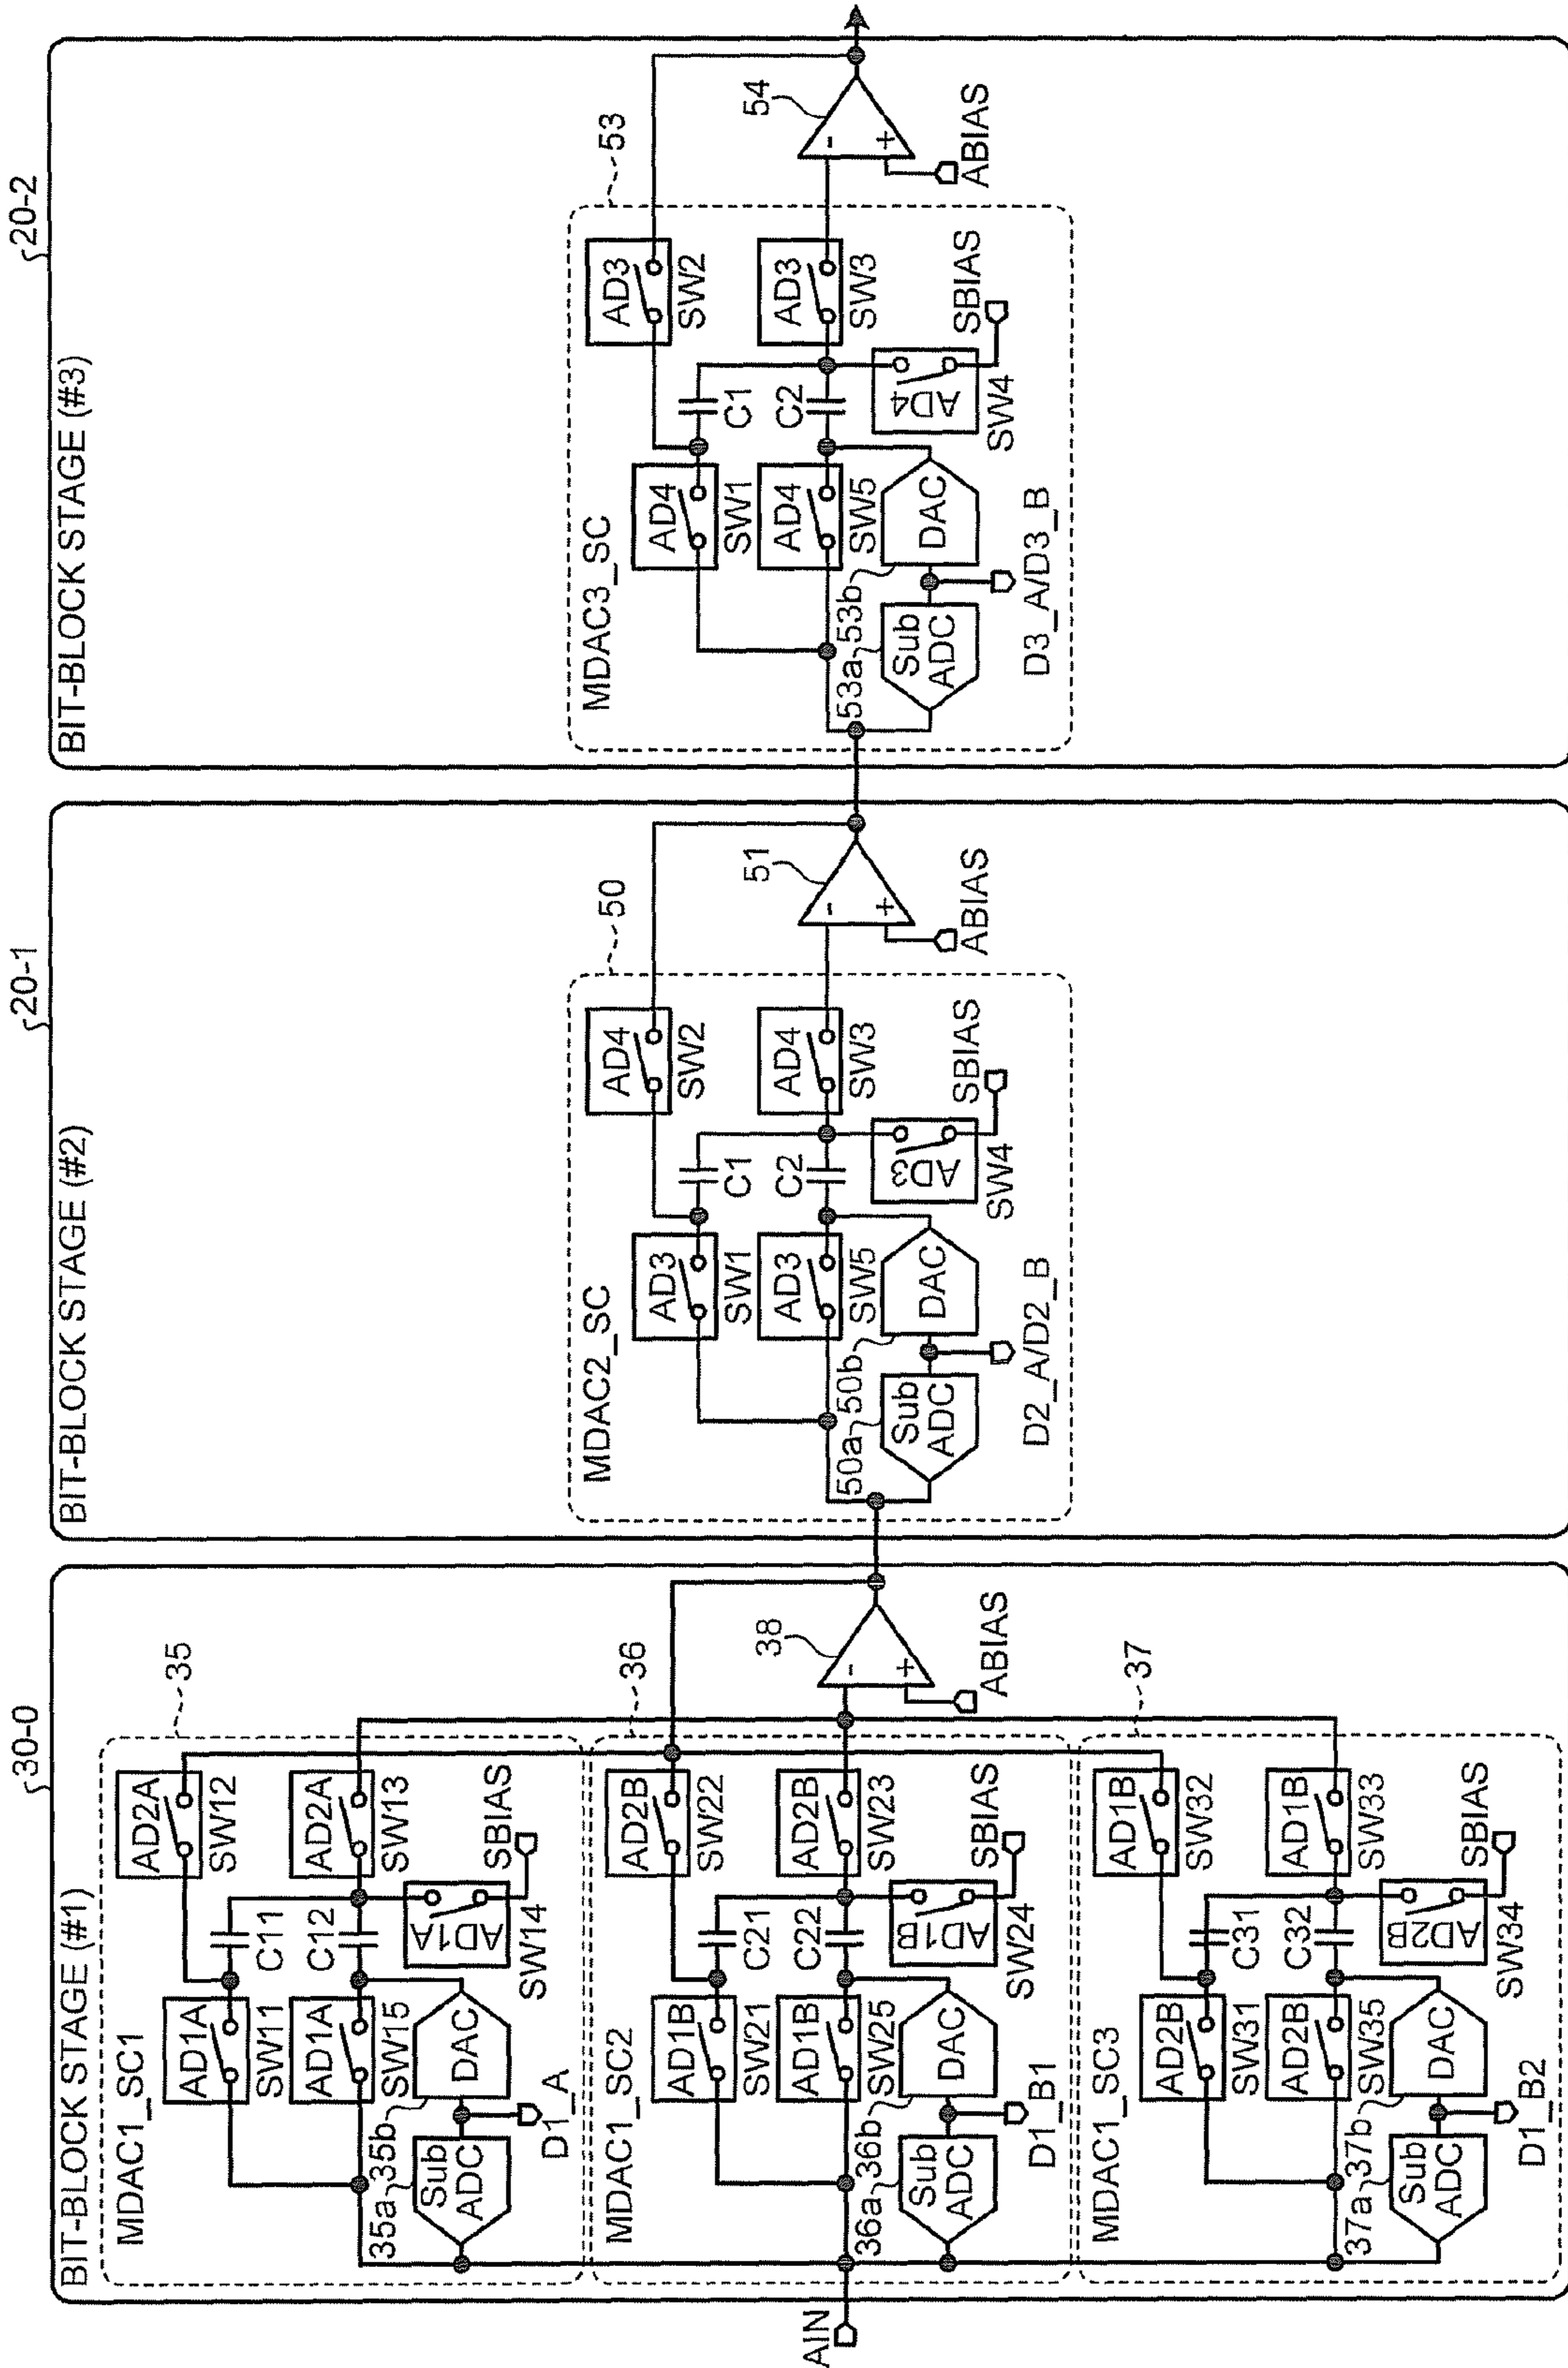 30-0
BIT-BLOCK STAGE (#1)
35
MDAC1_SC1
AD1A
SW11
AD2A
SW12
C11
AD1A
SW15
C12
AD2A
SW13
35a
Sub
ADC
35b
DAC
AD1A
SW14
SBIAS
D1_A
36
MDAC1_SC2
AD1B
SW21
AD2B
SW22
C21
AD1B
SW25
C22
AD2B
SW23
36a
Sub
ADC
36b
DAC
AD1B
SW24
SBIAS
D1_B1
AIN
38
-
+
ABIAS
37
MDAC1_SC3
AD2B
SW31
AD1B
SW32
C31
AD2B
SW35
C32
AD1B
SW33
37a
Sub
ADC
37b
DAC
AD2B
SW34
SBIAS
D1_B2
20-1
BIT-BLOCK STAGE (#2)
50
MDAC2_SC
AD3
SW1
AD4
SW2
C1
AD3
SW5
C2
AD4
SW3
50a
Sub
ADC
50b
DAC
AD3
SW4
SBIAS
D2_A/D2_B
51
-
+
ABIAS
20-2
BIT-BLOCK STAGE (#3)
53
MDAC3_SC
AD4
SW1
AD3
SW2
C1
AD4
SW5
C2
AD3
SW3
53a
Sub
ADC
53b
DAC
AD4
SW4
SBIAS
D3_A/D3_B
54
-
+
ABIAS